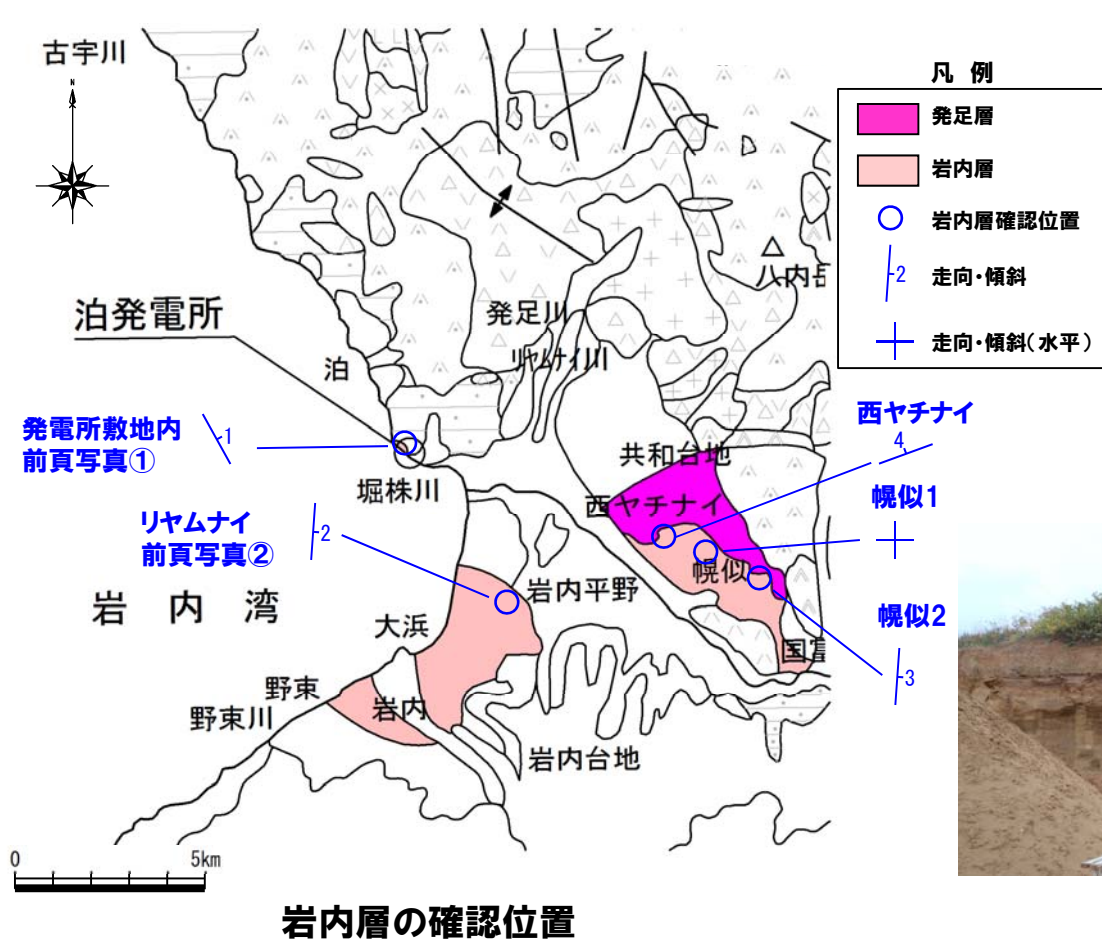 古宇川
N
泊発電所
泊
発足川
リヤムナイ川
八内岳
凡 例
発足層
岩内層
岩内層確認位置
2
走向・傾斜
走向・傾斜(水平)
発電所敷地内
前頁写真①
1
堀株川
リヤムナイ
前頁写真②
2
共和台地
西ヤチナイ
西ヤチナイ
4
幌似1
幌似
幌似2
3
国富
岩内湾
岩内平野
大浜
野束
岩内
野束川
岩内台地
0
5km
岩内層の確認位置